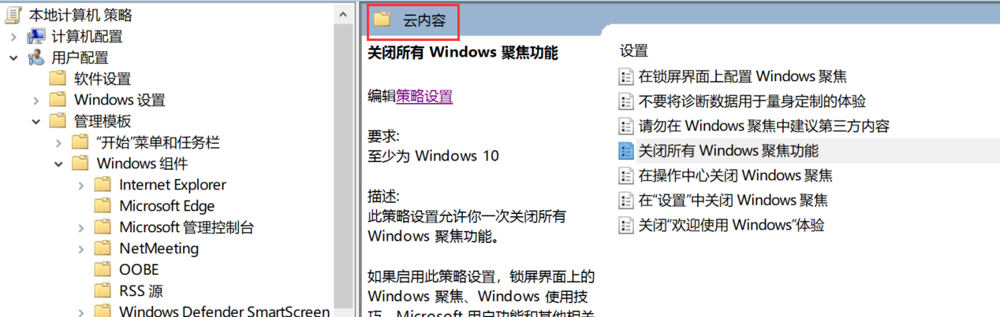 本地计算机 策略
计算机配置
用户配置
软件设置
Windows 设置
管理模板
“开始”菜单和任务栏
Windows 组件
Internet Explorer
Microsoft Edge
Microsoft 管理控制台
NetMeeting
OOBE
RSS 源
Windows Defender SmartScreen
云内容
关闭所有 Windows 聚焦功能
编辑策略设置
要求:
至少为 Windows 10
描述:
此策略设置允许你一次关闭所有
Windows 聚焦功能。
如果启用此策略设置，锁屏界面上的
Windows 聚焦、Windows 使用技
巧、Microsoft 用户功能和其他相关
设置
在锁屏界面上配置 Windows 聚焦
不要将诊断数据用于量身定制的体验
请勿在 Windows 聚焦中建议第三方内容
关闭所有 Windows 聚焦功能
在操作中心关闭 Windows 聚焦
在“设置”中关闭 Windows 聚焦
关闭“欢迎使用 Windows”体验